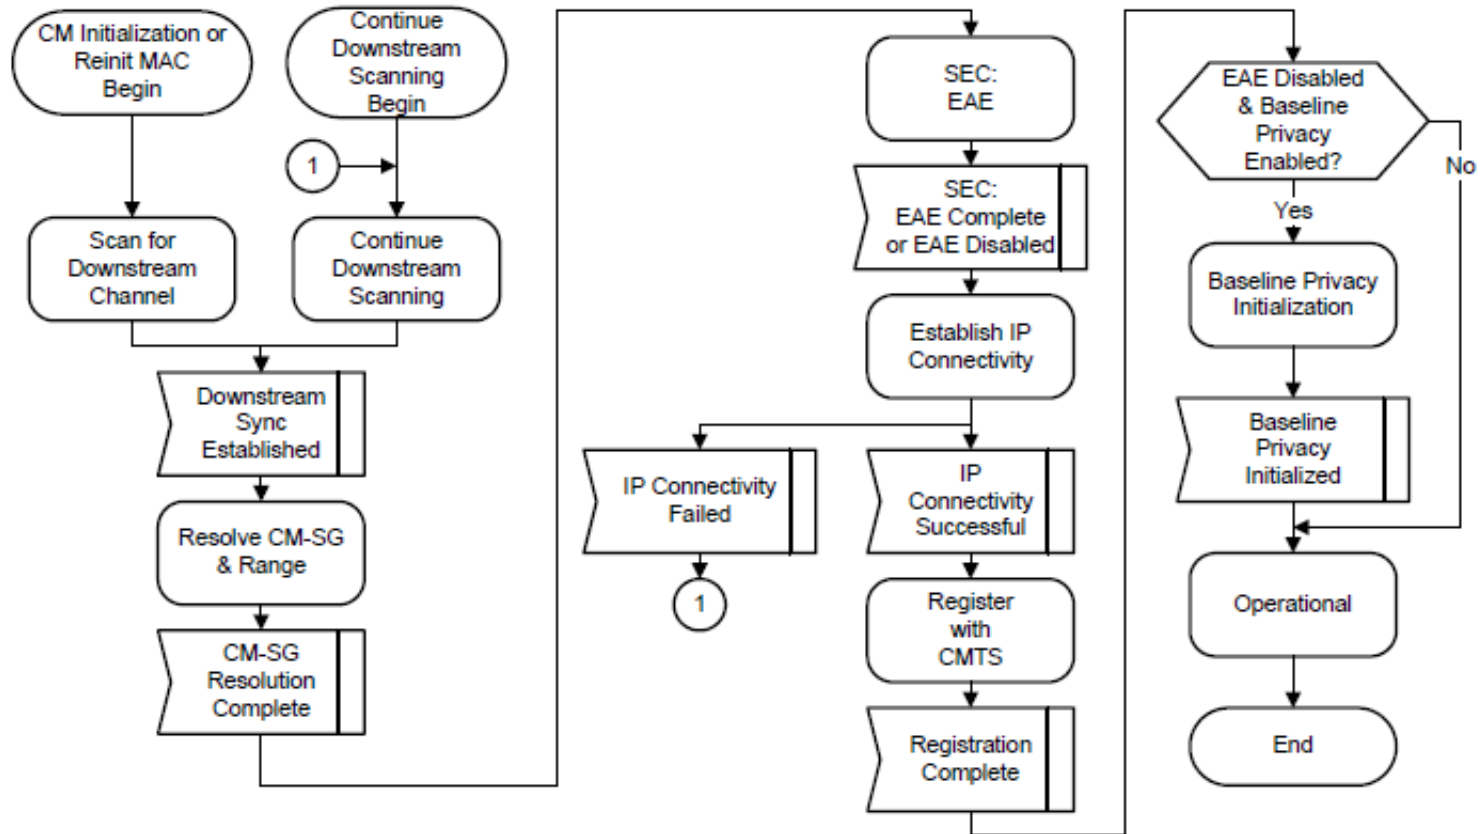 CM Initialization or
Reinit MAC
Begin
Continue
Downstream
Scanning
Begin
1
Scan for
Downstream
Channel
Continue
Downstream
Scanning
Downstream
Sync
Established
Resolve CM-SG
& Range
CM-SG
Resolution
Complete
SEC:
EAE
SEC:
EAE Complete
or EAE Disabled
Establish IP
Connectivity
IP Connectivity
Failed
1
IP
Connectivity
Successful
Register
with
CMTS
Registration
Complete
EAE Disabled
& Baseline
Privacy
Enabled?
No
Yes
Baseline Privacy
Initialization
Baseline
Privacy
Initialized
Operational
End